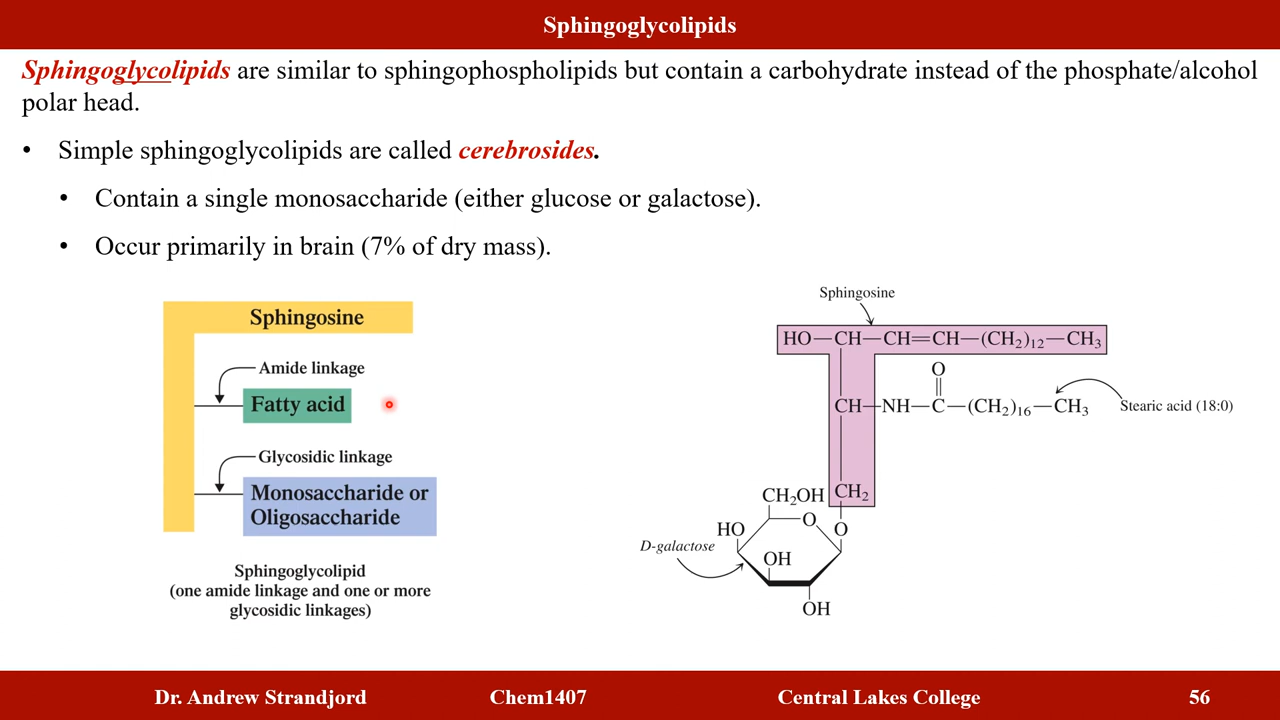 Sphingoglycolipids
Sphingoglycolipids are similar to sphingophospholipids but contain a carbohydrate instead of the phosphate/alcohol
polar head.
• Simple sphingoglycolipids are called cerebrosides.
• Contain a single monosaccharide (either glucose or galactose).
• Occur primarily in brain (7% of dry mass).
Sphingosine
Amide linkage
Fatty acid
Glycosidic linkage
Monosaccharide or
Oligosaccharide
Sphingoglycolipid
(one amide linkage and one or more
glycosidic linkages)
Sphingosine
HO—CH—CH=CH—(CH₂)₁₂—CH₃
O
CH—NH—C—(CH₂)₁₆—CH₃
Stearic acid (18:0)
CH₂OH
CH₂
O
O
HO
D-galactose
OH
OH
Dr. Andrew Strandjord
Chem1407
Central Lakes College
56